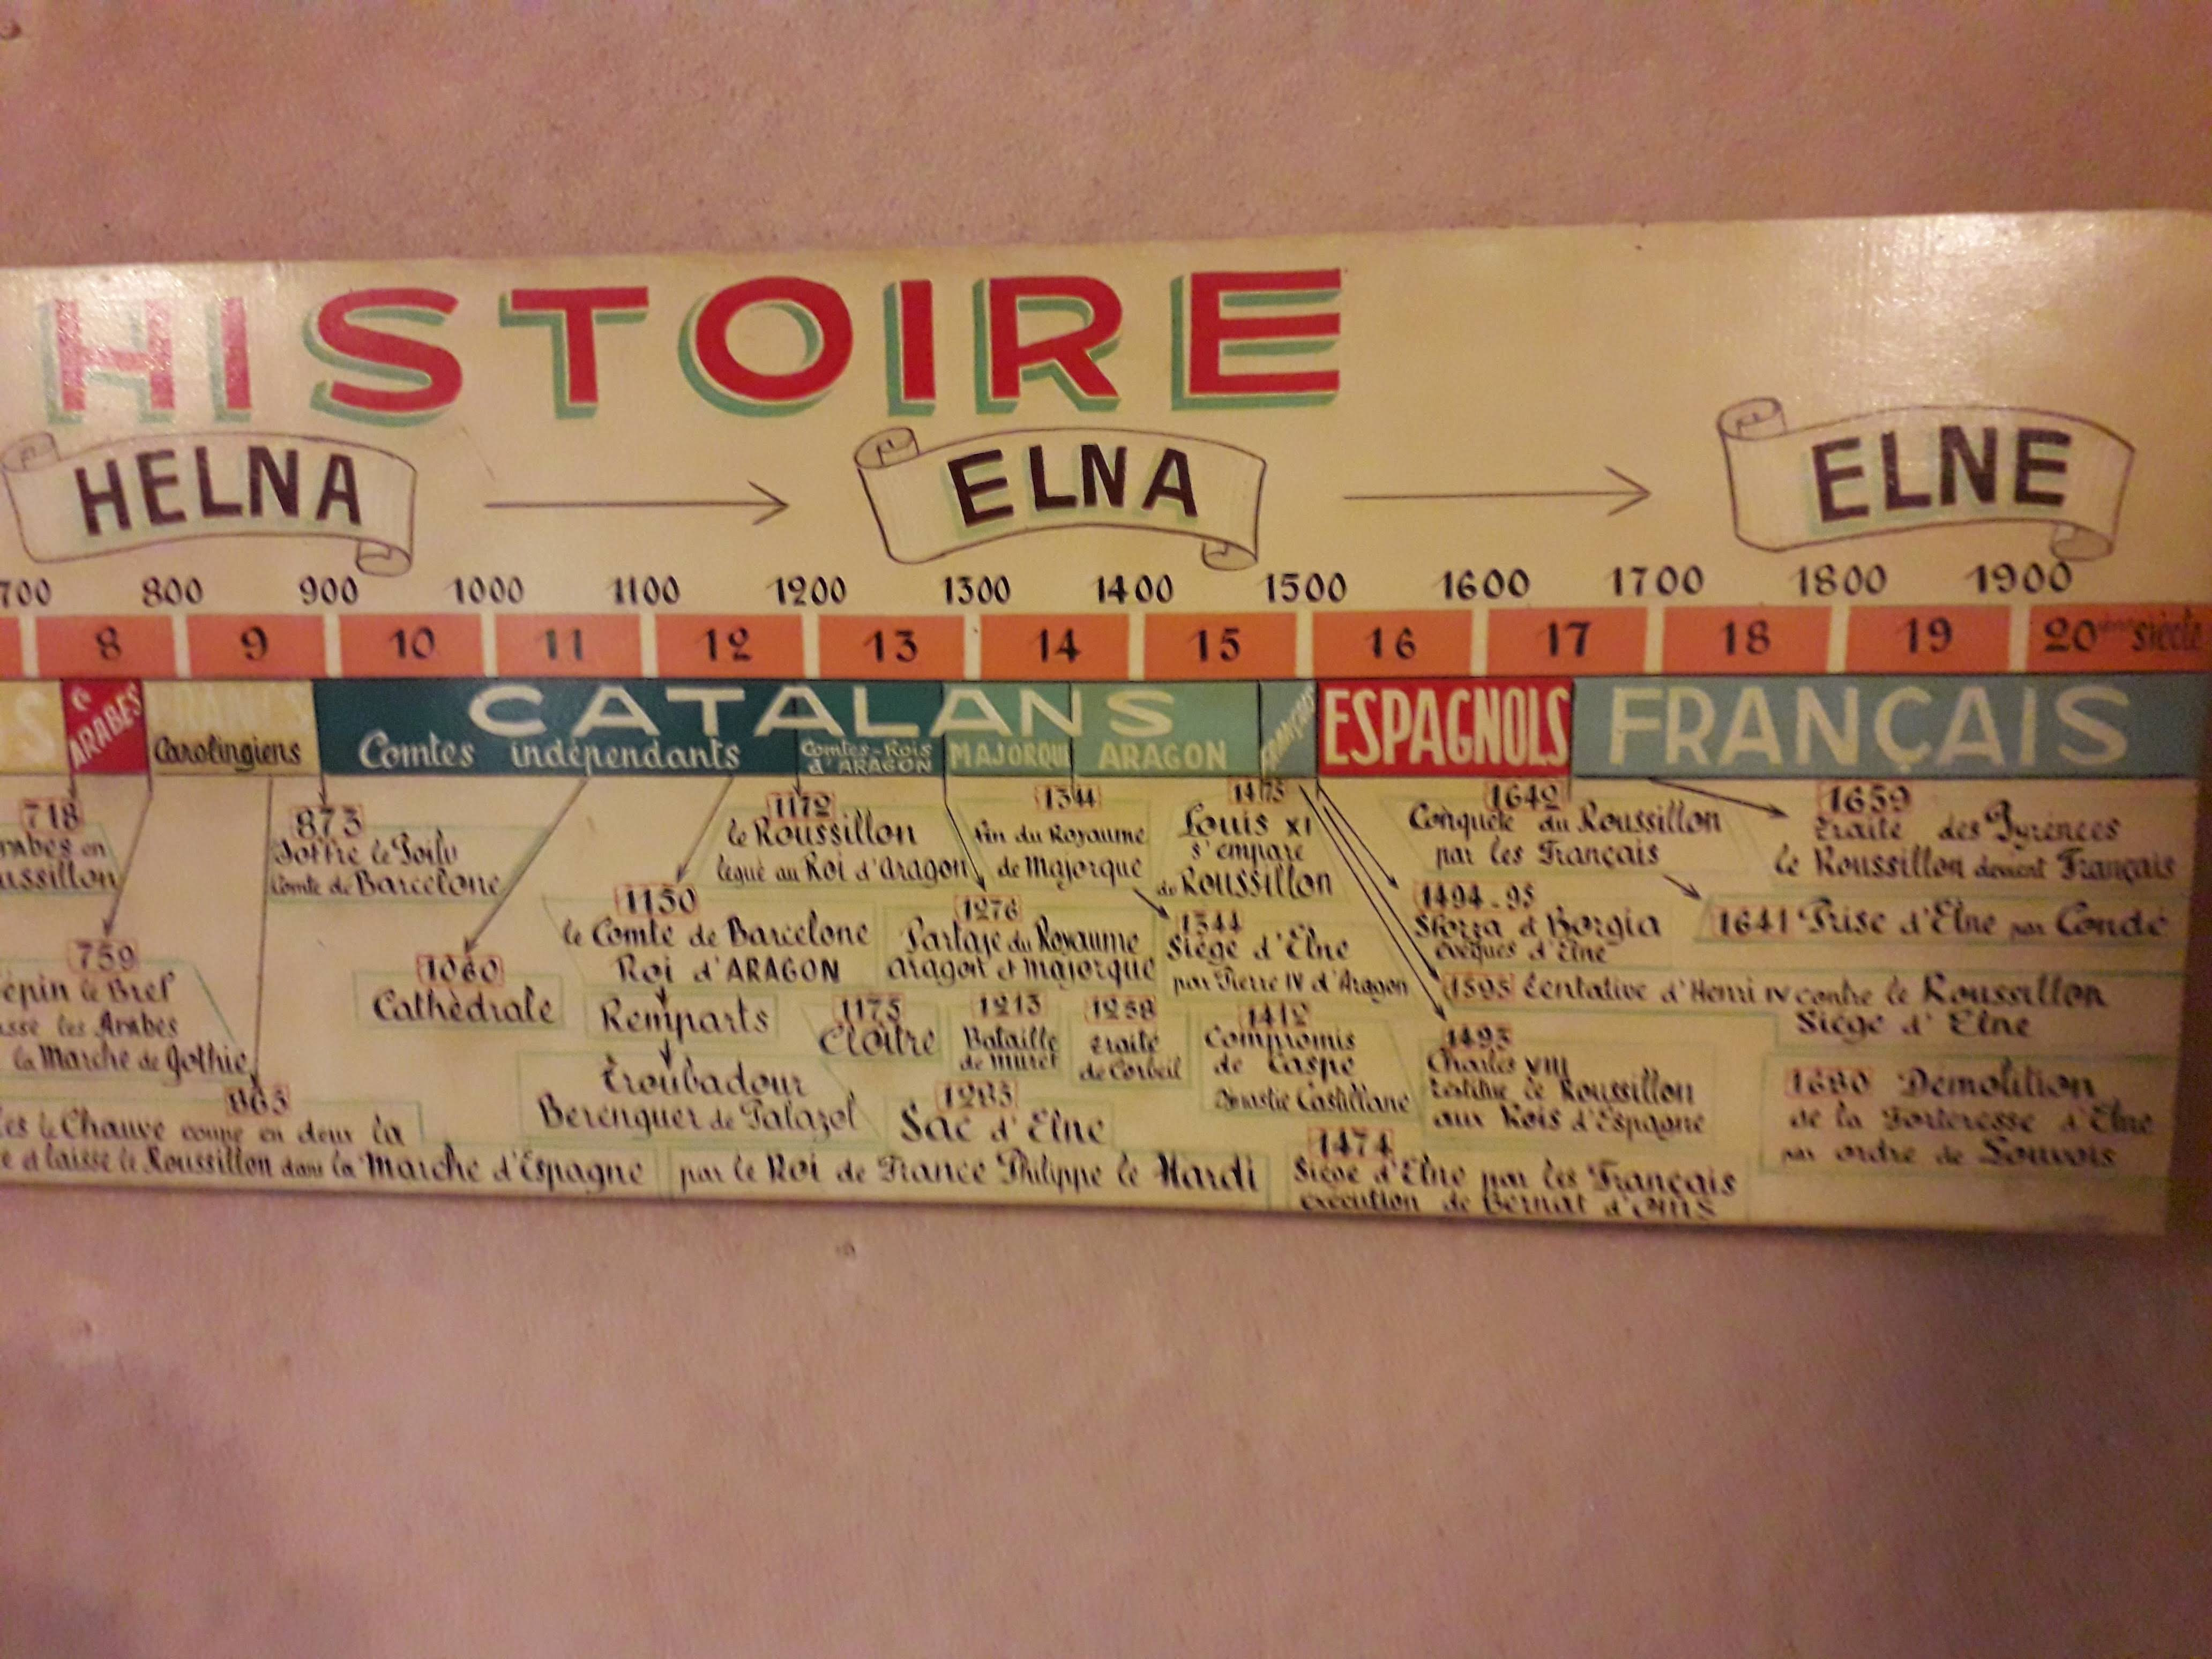 HISTOIRE
HELNA
ELNA
ELNE
700 800 900 1000 1100 1200 1300 1400 1500 1600 1700 1800 1900
8 9 10 11 12 13 14 15 16 17 18 19 20 siècle
S
ARABES
Carolingiens
CATALANS
Comtes indépendants
Comtes-Rois
d'ARAGON
MAJORQUE
ARAGON
FRANÇAIS
ESPAGNOLS
FRANÇAIS
718
rabes en
ussillon
873
Joffre le Poilu
Comte de Barcelone
1172
le Roussillon
légué au Roi d'Aragon
1344
fin du Royaume
de Majorque
1475
Louis XI
s'empare
du Roussillon
1642
Conquête du Roussillon
par les Français
1659
traité des Pyrénées
le Roussillon devient Français
759
épin le Bref
asse les Arabes
la Marche de Gothie
1060
Cathédrale
1150
le Comte de Barcelone
Roi d'ARAGON
Remparts
Troubadour
Berenguer de Palazol
1276
Partage du Royaume
aragon et majorque
1344
Siège d'Elne
par Pierre IV d'Aragon
1494-95
Sforza et Borgia
évêques d'Elne
1641 Prise d'Elne par Condé
1595 tentative d'Henri IV contre le Roussillon
Siège d'Elne
1175
Cloître
1213
Bataille
de muret
1258
traité
de Corbeil
1412
Compromis
de Caspe
Dynastie Castillane
1493
Charles VIII
restitue le Roussillon
aux Rois d'Espagne
1680 Démolition
de la Forteresse d'Elne
par ordre de Louvois
865
les le Chauve coupe en deux la
e et laisse le Roussillon dans la Marche d'Espagne
1285
Sac d'Elne
par le Roi de France Philippe le Hardi
1474
Siège d'Elne par les Français
exécution de Bernat d'Oms